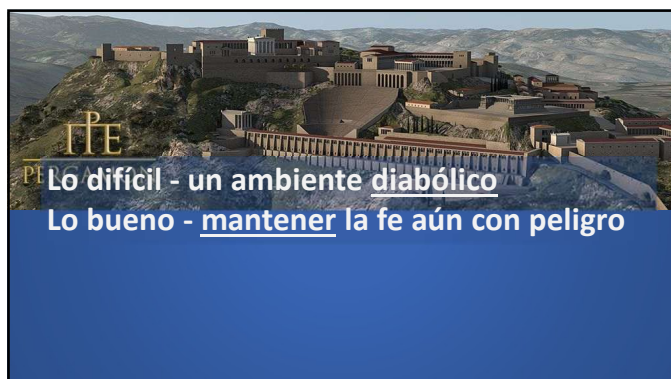 Lo difícil - un ambiente diabólico
Lo bueno - mantener la fe aún con peligro